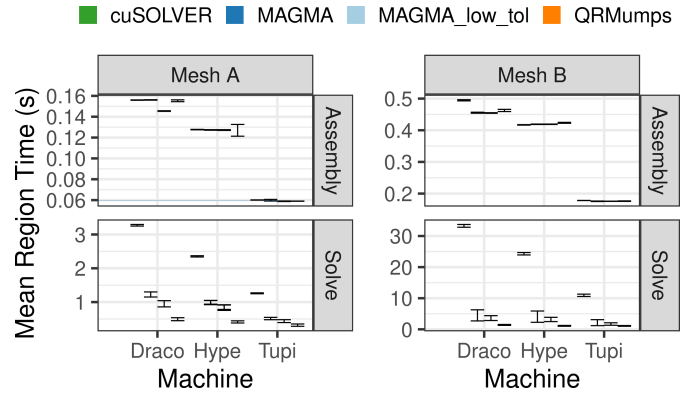 cuSOLVER MAGMA MAGMA_low_tol QRMumps
Mesh A Mesh B
Mean Region Time (s)
0.16
0.14
0.12
0.10
0.08
0.06
Assembly
0.5
0.4
0.3
0.2
Assembly
3
2
1
Solve
30
20
10
0
Solve
Draco Hype Tupi Draco Hype Tupi
Machine Machine